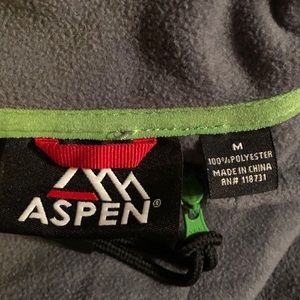 ASPEN®
M
100% POLYESTER
MADE IN CHINA
RN# 118731